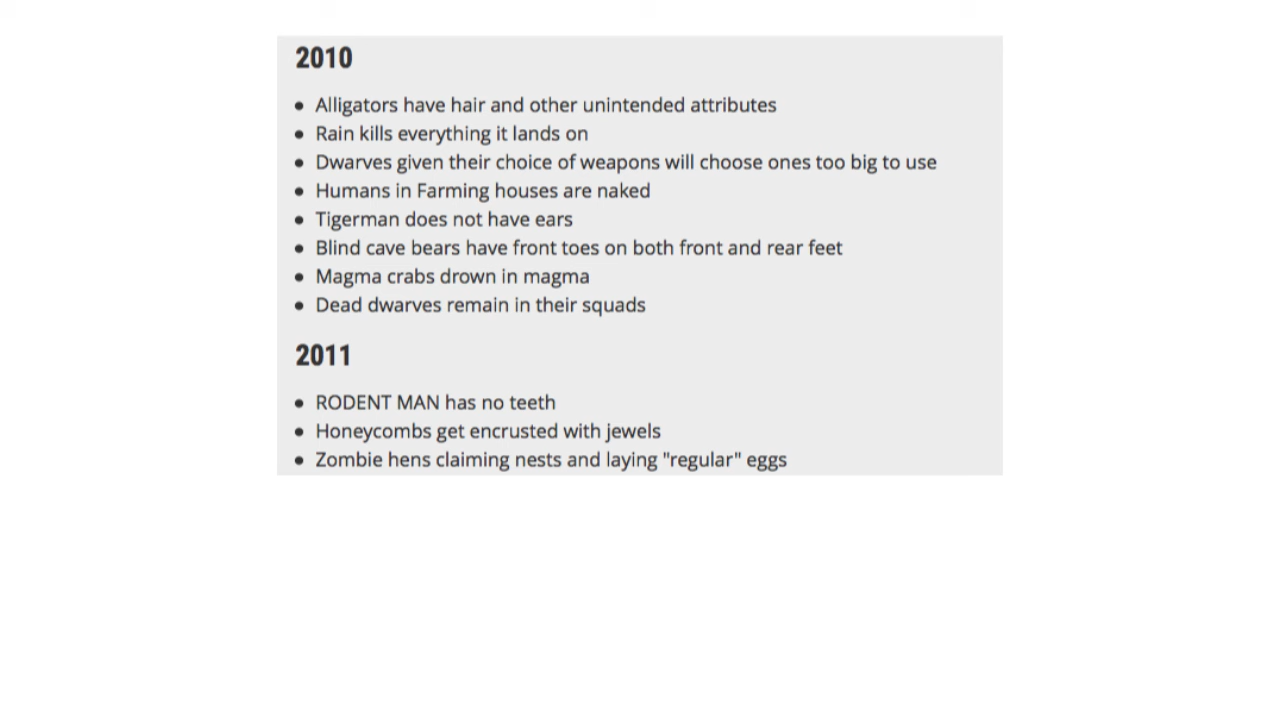 2010
• Alligators have hair and other unintended attributes
• Rain kills everything it lands on
• Dwarves given their choice of weapons will choose ones too big to use
• Humans in Farming houses are naked
• Tigerman does not have ears
• Blind cave bears have front toes on both front and rear feet
• Magma crabs drown in magma
• Dead dwarves remain in their squads
2011
• RODENT MAN has no teeth
• Honeycombs get encrusted with jewels
• Zombie hens claiming nests and laying "regular" eggs